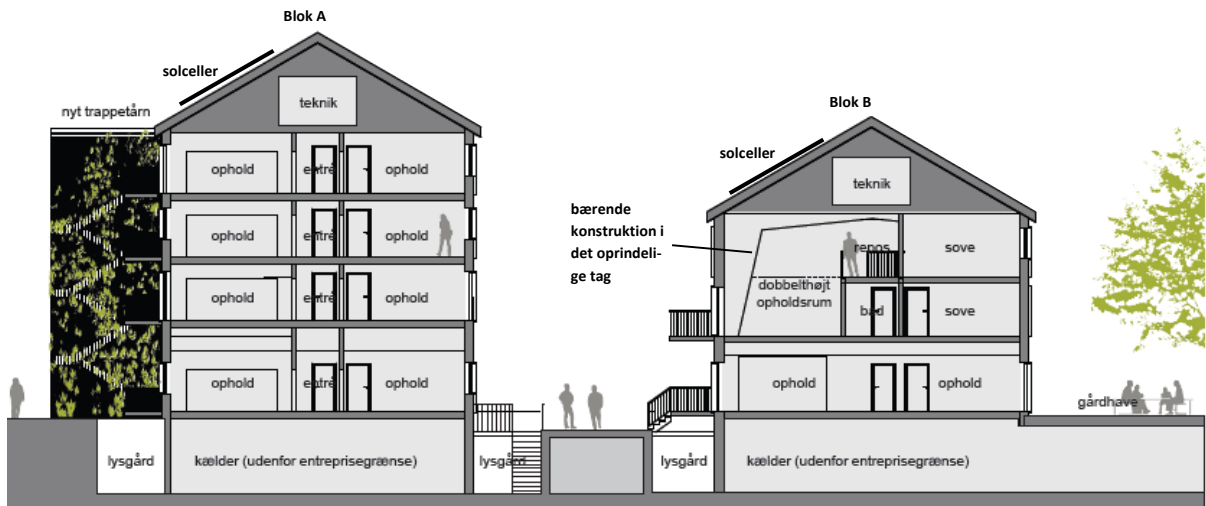 Blok A
solceller
teknik
nyt trappetårn
ophold
entré
ophold
ophold
entré
ophold
ophold
entré
ophold
ophold
entré
ophold
lysgård
kælder (udenfor entreprisegrænse)
lysgård
Blok B
solceller
teknik
bærende
konstruktion i
det oprindeli-
ge tag
repos
sove
dobbelthøjt
opholdsrum
bad
sove
ophold
ophold
gårdhave
lysgård
kælder (udenfor entreprisegrænse)